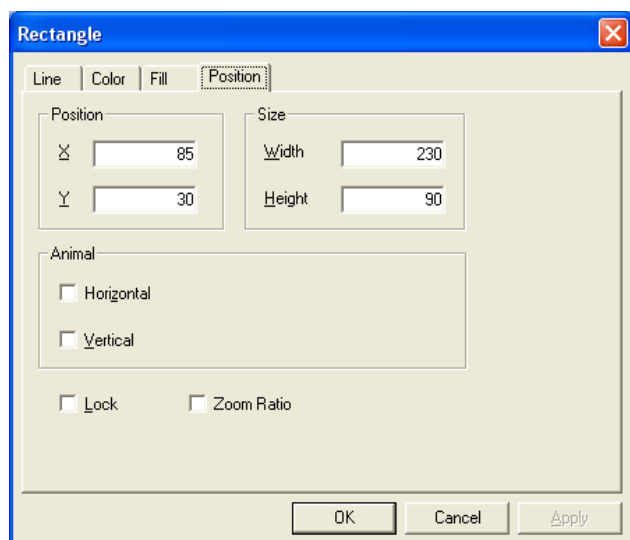 Rectangle
Line Color Fill Position
Position Size
X 85 Width 230
Y 30 Height 90
Animal
Horizontal
Vertical
Lock Zoom Ratio
OK Cancel Apply